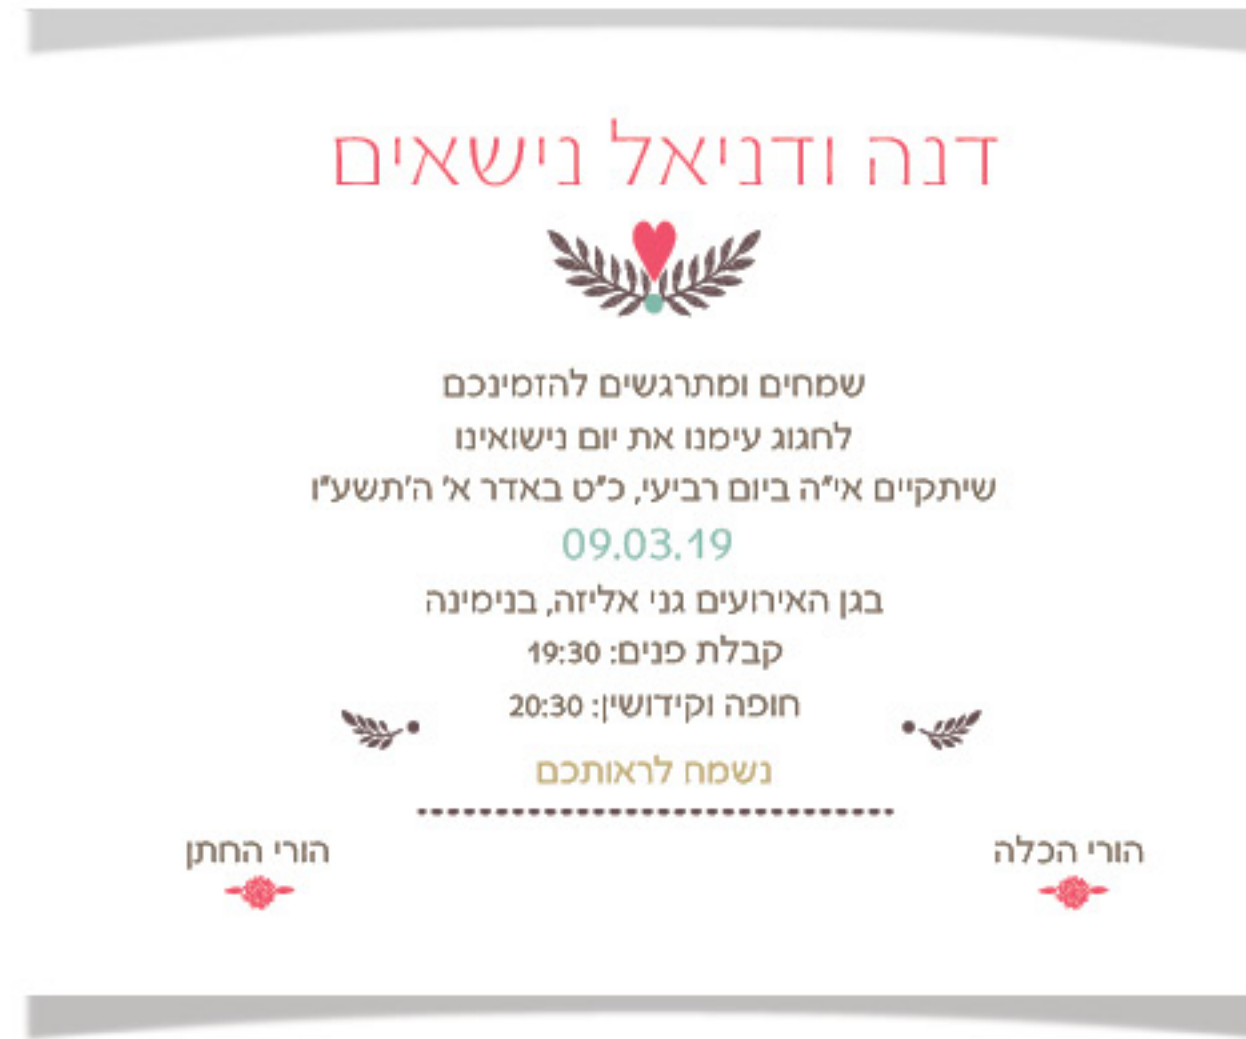 דנה ודניאל נישאים
שמחים ומתרגשים להזמינכם
לחגוג עימנו את יום נישואינו
שיתקיים אי"ה ביום רביעי, כ"ט באדר א' ה'תשע"ו
09.03.19
בגן האירועים גני אליזה, בנימינה
קבלת פנים: 19:30
חופה וקידושין: 20:30
נשמח לראותכם
הורי הכלה
הורי החתן